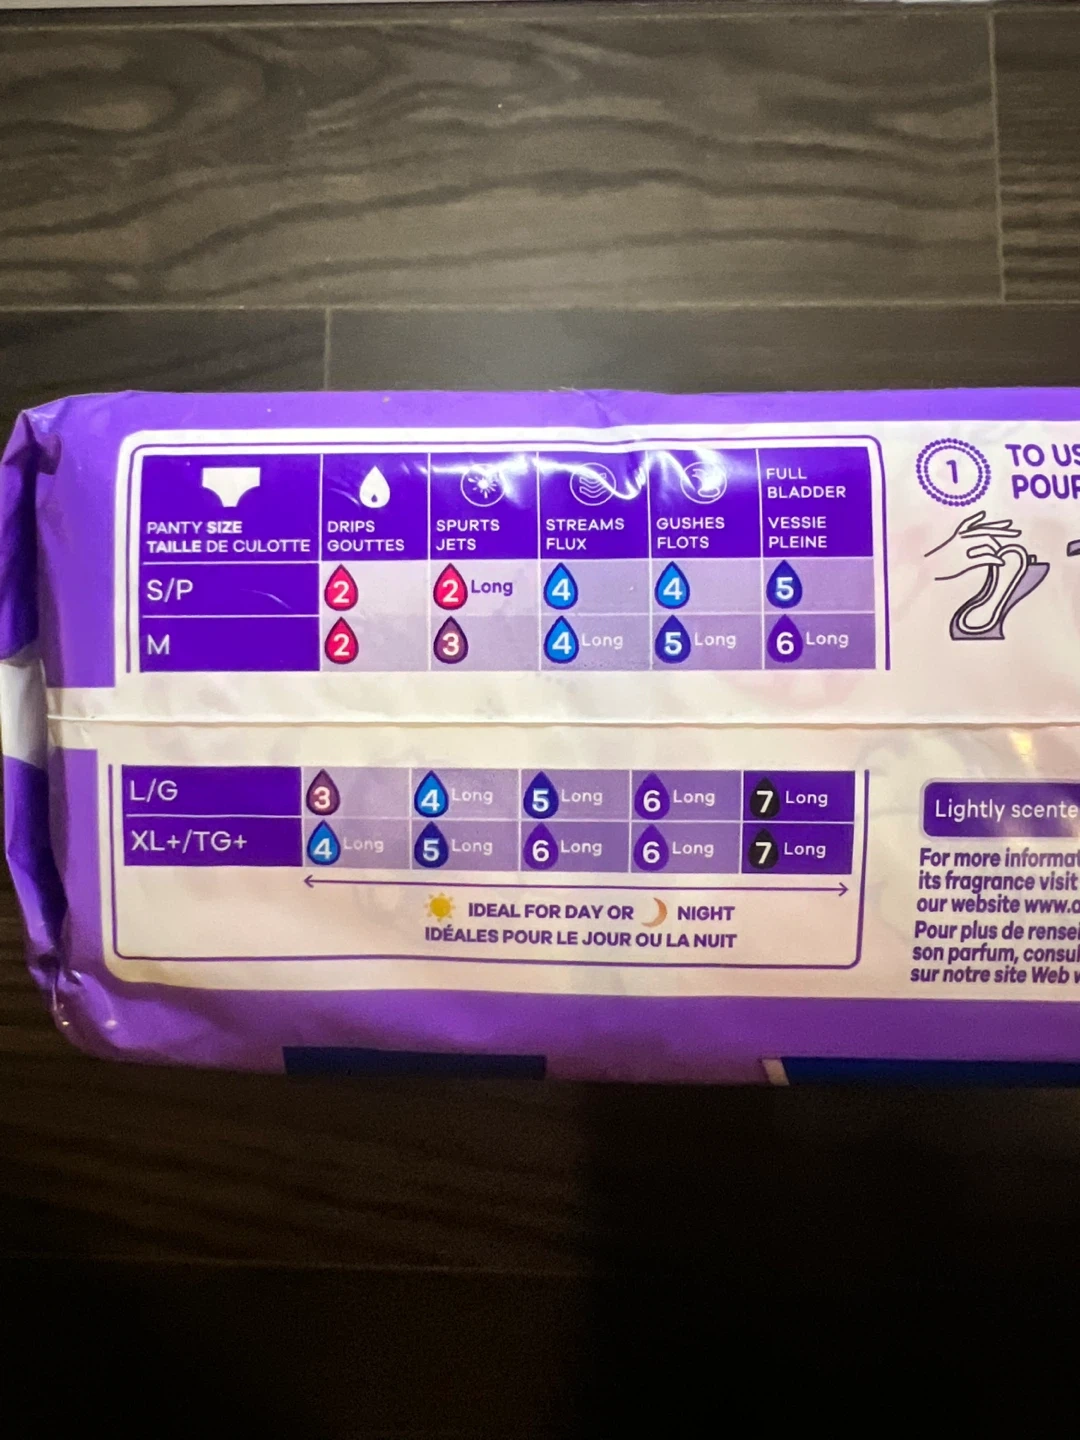 PANTY SIZE
TAILLE DE CULOTTE
DRIPS
GOUTTES
SPURTS
JETS
STREAMS
FLUX
GUSHES
FLOTS
FULL
BLADDER
VESSIE
PLEINE
S/P 2 2 Long 4 4 5
M 2 3 4 Long 5 Long 6 Long
L/G 3 4 Long 5 Long 6 Long 7 Long
XL+/TG+ 4 Long 5 Long 6 Long 6 Long 7 Long
IDEAL FOR DAY OR NIGHT
IDÉALES POUR LE JOUR OU LA NUIT
1
TO US
POUR
Lightly scente
For more informat
its fragrance visit
our website www.
Pour plus de rensei
son parfum, consul
sur notre site Web